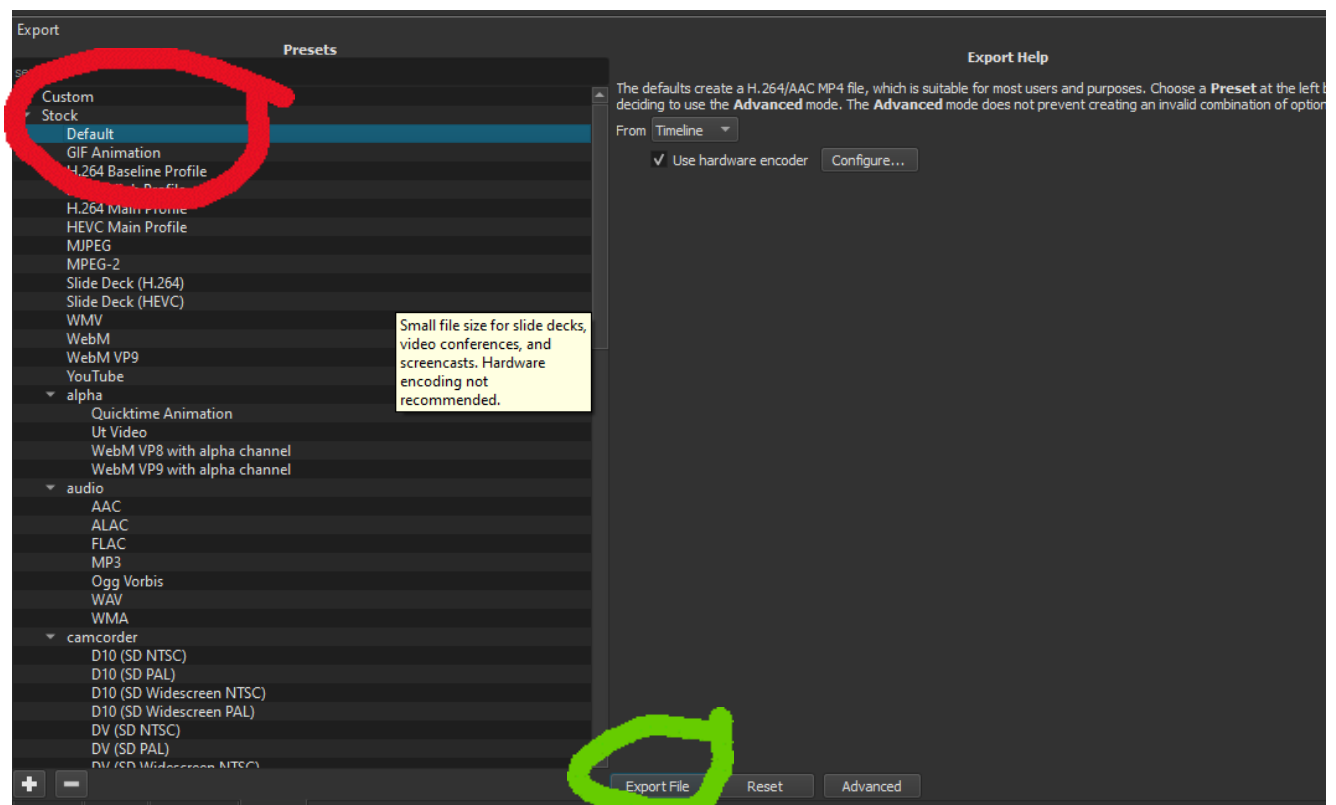 Export
Presets
Custom
Stock
Default
GIF Animation
H.264 Baseline Profile
Profile
H.264 Main Profile
HEVC Main Profile
MJPEG
MPEG-2
Slide Deck (H.264)
Slide Deck (HEVC)
WMV
WebM
WebM VP9
YouTube
alpha
Quicktime Animation
Ut Video
WebM VP8 with alpha channel
WebM VP9 with alpha channel
audio
AAC
ALAC
FLAC
MP3
Ogg Vorbis
WAV
WMA
camcorder
D10 (SD NTSC)
D10 (SD PAL)
D10 (SD Widescreen NTSC)
D10 (SD Widescreen PAL)
DV (SD NTSC)
DV (SD PAL)
DV (SD Widescreen NTSC)
Small file size for slide decks,
video conferences, and
screencasts. Hardware
encoding not
recommended.
Export Help
The defaults create a H.264/AAC MP4 file, which is suitable for most users and purposes. Choose a Preset at the left
deciding to use the Advanced mode. The Advanced mode does not prevent creating an invalid combination of option
From Timeline
Use hardware encoder Configure...
Export File Reset Advanced